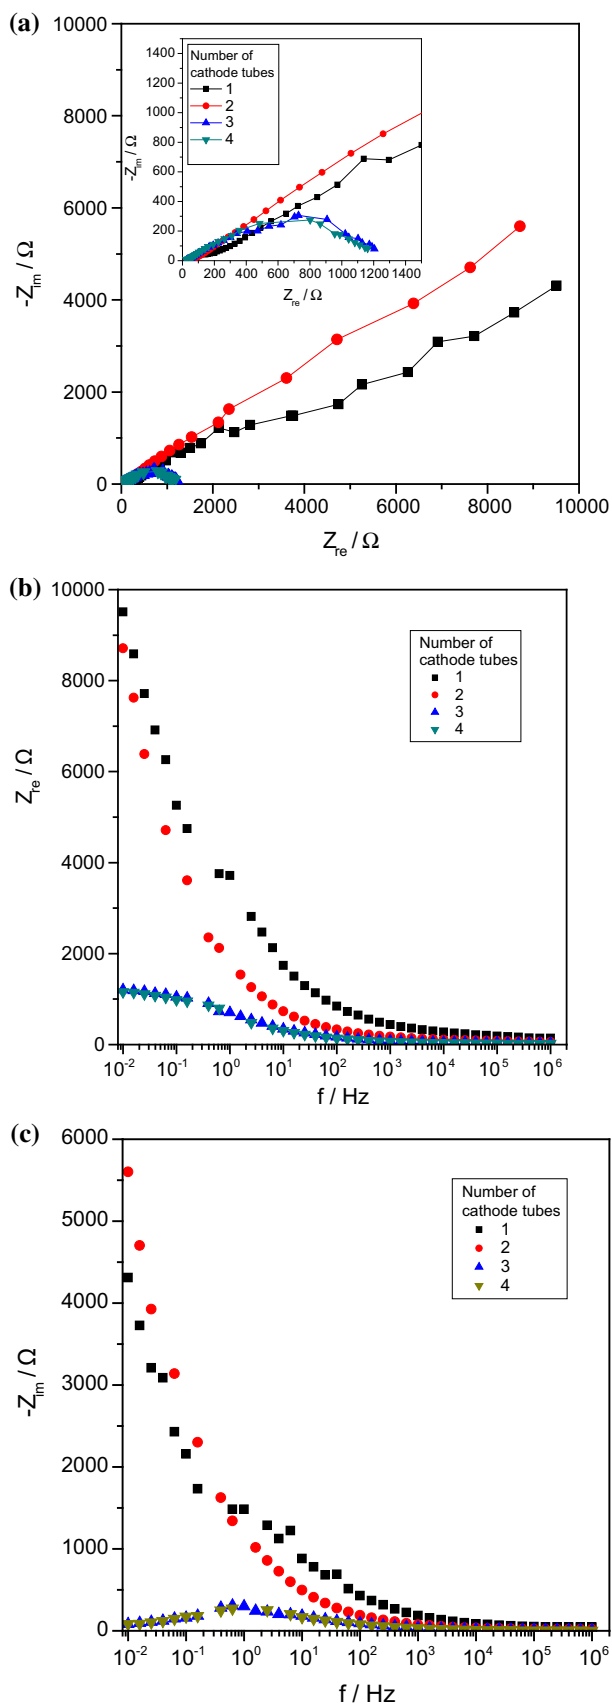 (a)
10000
8000
6000
4000
2000
0
-Z_im / Ω
0 2000 4000 6000 8000 10000
Z_re / Ω
1400
1200
1000
800
600
400
200
0
-Z_im / Ω
0 200 400 600 800 1000 1200 1400
Z_re / Ω
Number of
cathode tubes
1
2
3
4
(b)
10000
8000
6000
4000
2000
0
Z_re / Ω
Number of
cathode tubes
1
2
3
4
10^-2 10^-1 10^0 10^1 10^2 10^3 10^4 10^5 10^6
f / Hz
(c)
6000
5000
4000
3000
2000
1000
0
-Z_im / Ω
Number of
cathode tubes
1
2
3
4
10^-2 10^-1 10^0 10^1 10^2 10^3 10^4 10^5 10^6
f / Hz